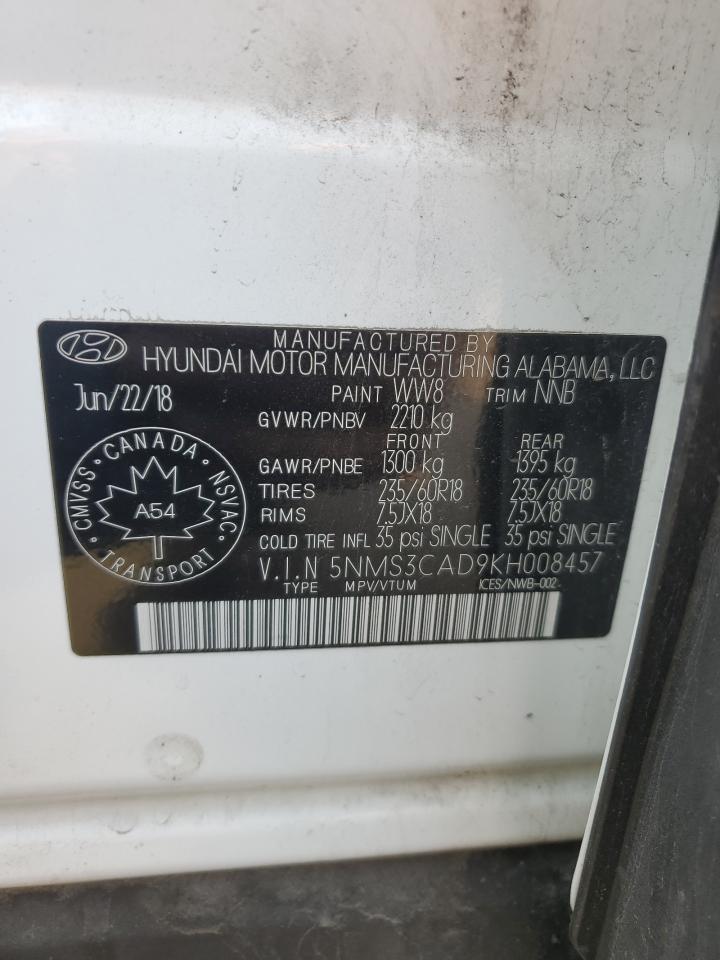 MANUFACTURED BY
HYUNDAI MOTOR MANUFACTURING ALABAMA, LLC
Jun/22/18
PAINT WW8 TRIM NNB
GVWR/PNBV 2210 kg
FRONT REAR
GAWR/PNBE 1300 kg 1395 kg
TIRES 235/60R18 235/60R18
RIMS 7.5JX18 7.5JX18
COLD TIRE INFL 35 psi SINGLE 35 psi SINGLE
V.I.N 5NMS3CAD9KH008457
TYPE MPV/VTUM ICES/NWB-002
CMVSS · CANADA · NSVAC · TRANSPORT ·
A54